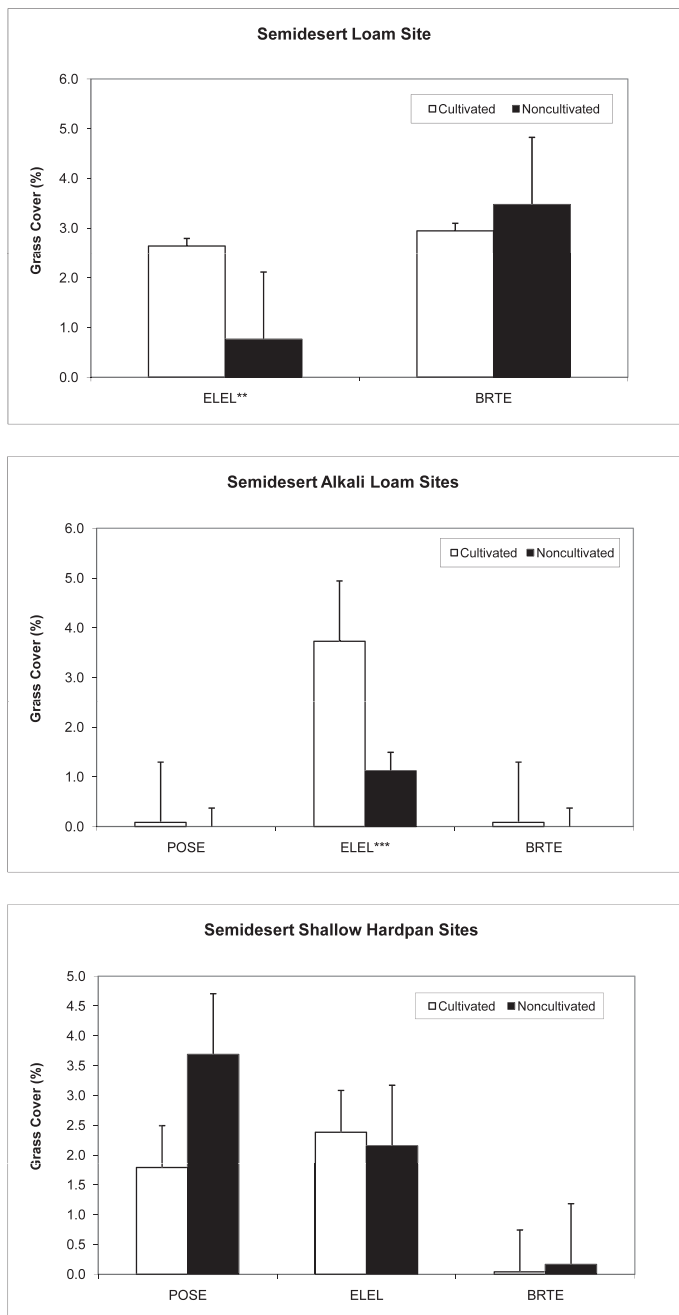 Semidesert Loam Site
6.0
5.0
4.0
3.0
2.0
1.0
0.0
Grass Cover (%)
Cultivated Noncultivated
ELEL** BRTE
Semidesert Alkali Loam Sites
6.0
5.0
4.0
3.0
2.0
1.0
0.0
Grass Cover (%)
Cultivated Noncultivated
POSE ELEL*** BRTE
Semidesert Shallow Hardpan Sites
5.0
4.5
4.0
3.5
3.0
2.5
2.0
1.5
1.0
0.5
0.0
Grass Cover (%)
Cultivated Noncultivated
POSE ELEL BRTE